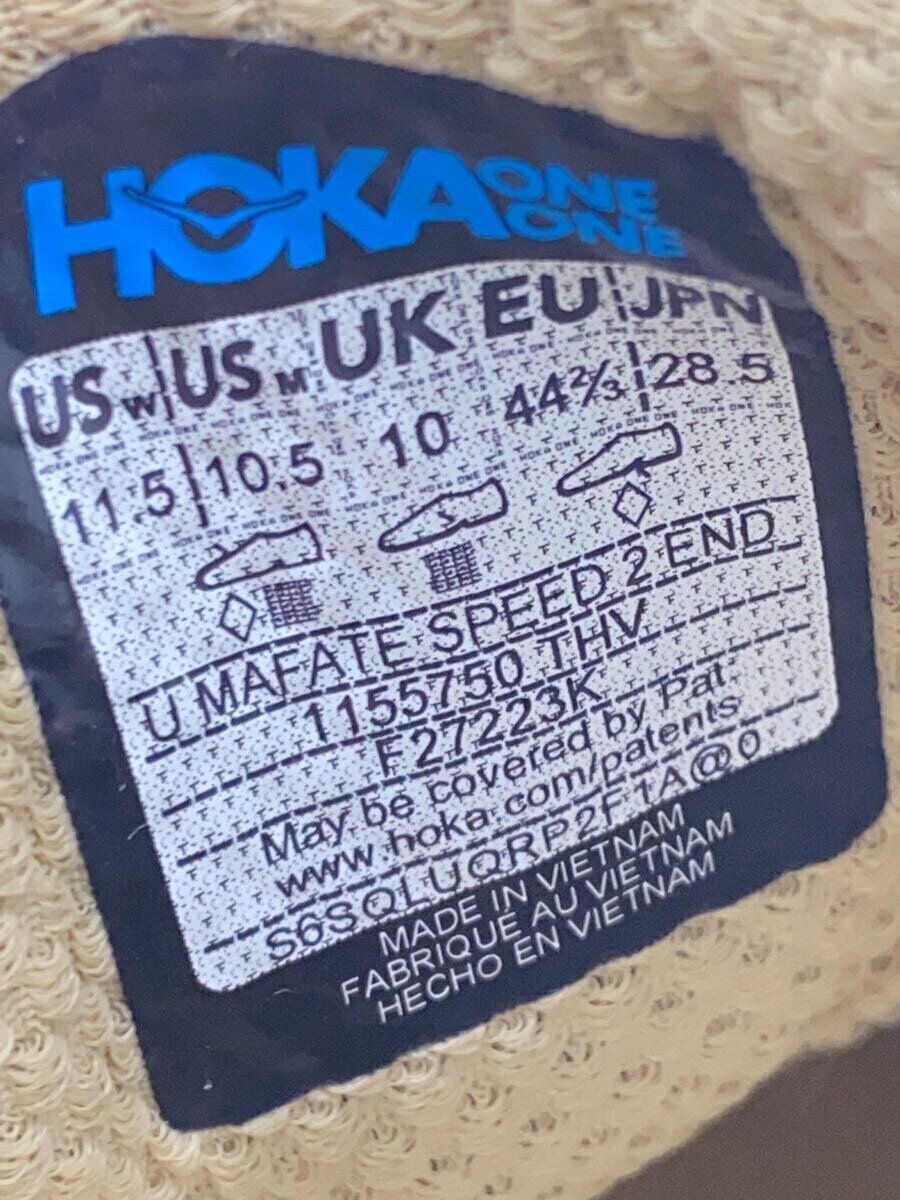 HOKA ONE ONE
US W US M UK EU JPN
11.5 10.5 10 44⅔ 28.5
U MAFATE SPEED 2 END
1155750 THV
F27223K
May be covered by Pat.
www.hoka.com/patents
S6SQLUQRP2F1A@0
MADE IN VIETNAM
FABRIQUÉ AU VIETNAM
HECHO EN VIETNAM